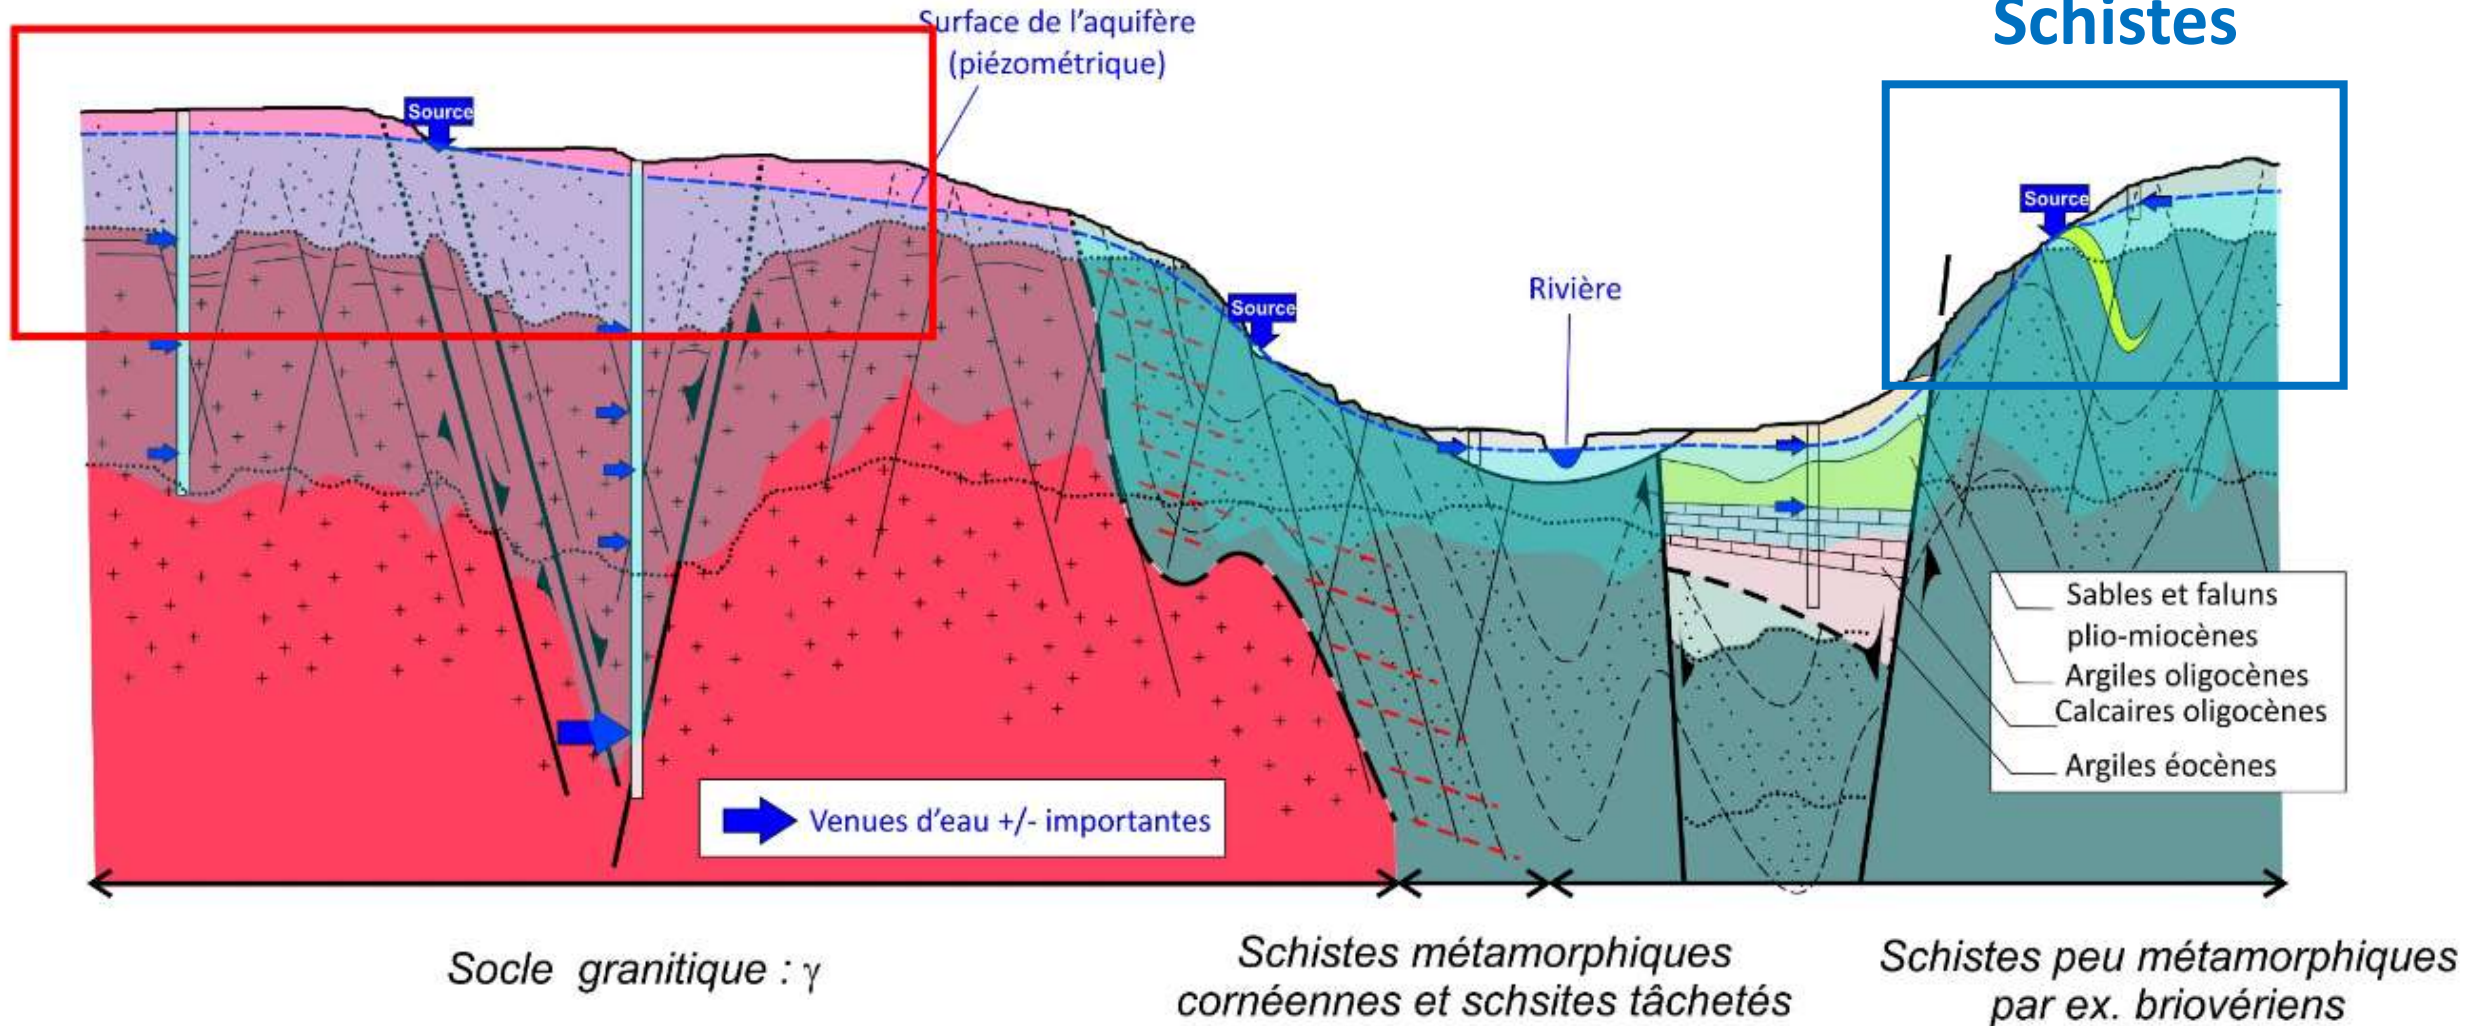 Schistes
Surface de l'aquifère
(piézométrique)
Source
Source
Rivière
Source
Sables et faluns
plio-miocènes
Argiles oligocènes
Calcaires oligocènes
Argiles éocènes
Venues d'eau +/- importantes
Socle granitique : γ
Schistes métamorphiques
cornéennes et schsites tâchetés
Schistes peu métamorphiques
par ex. briovériens